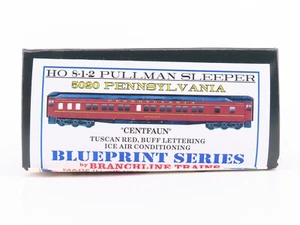 HO 8-1-2 PULLMAN SLEEPER
5020 PENNSYLVANIA
"CENTFAUN"
TUSCAN RED, BUFF LETTERING
ICE AIR CONDITIONING
BLUEPRINT SERIES
by BRANCHLINE TRAINS